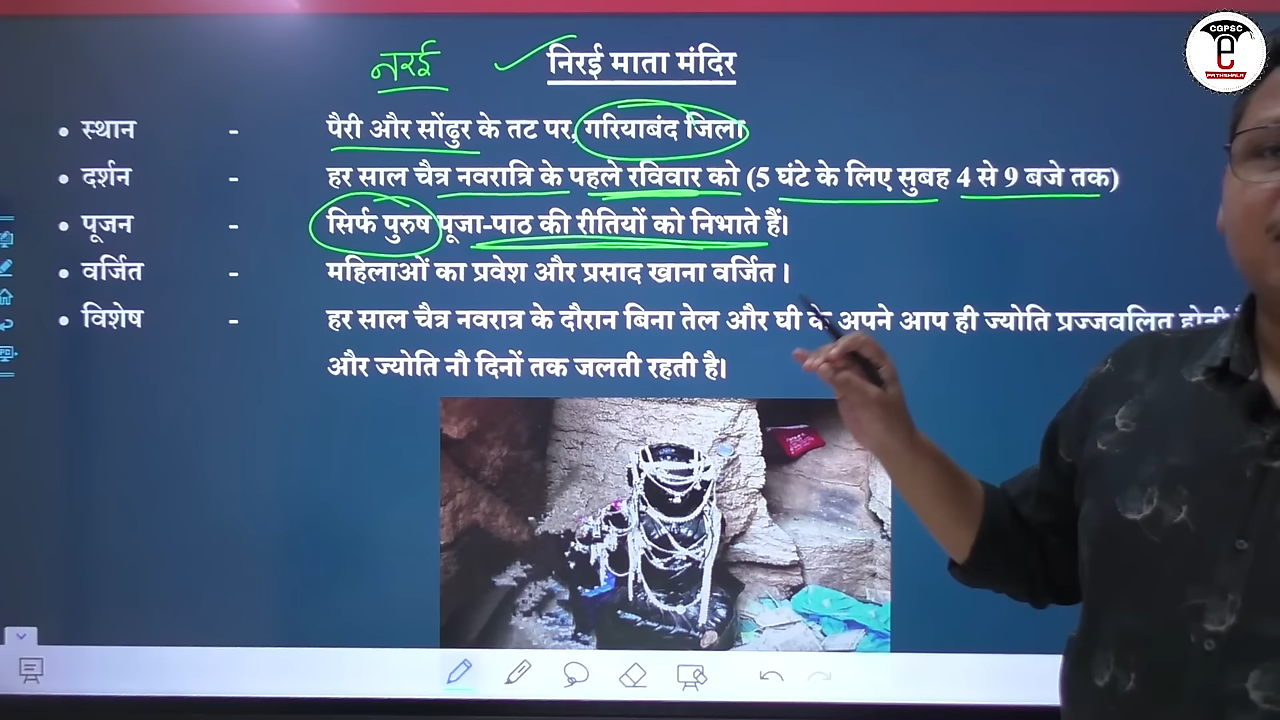 CGPSC
e
PATHSHALA
नरई ✓ निरई माता मंदिर
• स्थान - पैरी और सोंढुर के तट पर, गरियाबंद जिला
• दर्शन - हर साल चैत्र नवरात्रि के पहले रविवार को (5 घंटे के लिए सुबह 4 से 9 बजे तक)
• पूजन - सिर्फ पुरुष पूजा-पाठ की रीतियों को निभाते हैं।
• वर्जित - महिलाओं का प्रवेश और प्रसाद खाना वर्जित।
• विशेष - हर साल चैत्र नवरात्र के दौरान बिना तेल और घी के अपने आप ही ज्योति प्रज्जवलित होती
और ज्योति नौ दिनों तक जलती रहती है।